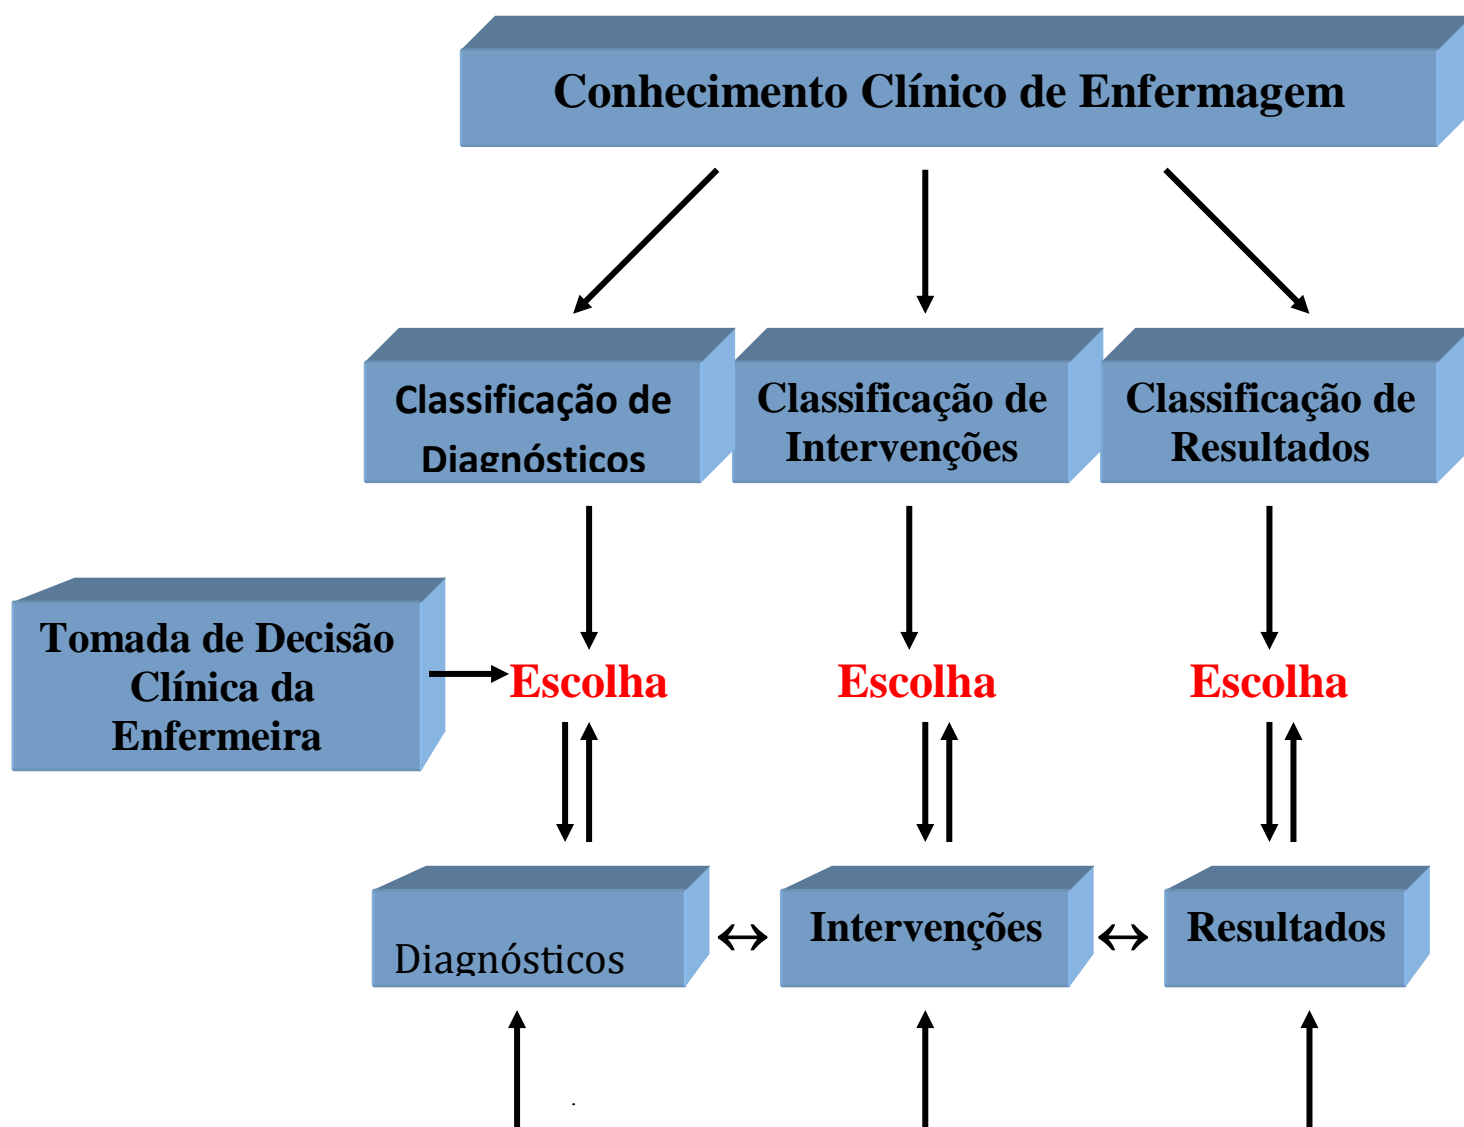 Conhecimento Clínico de Enfermagem
Classificação de
Diagnósticos
Classificação de
Intervenções
Classificação de
Resultados
Tomada de Decisão
Clínica da
Enfermeira
Escolha
Escolha
Escolha
Diagnósticos
Intervenções
Resultados